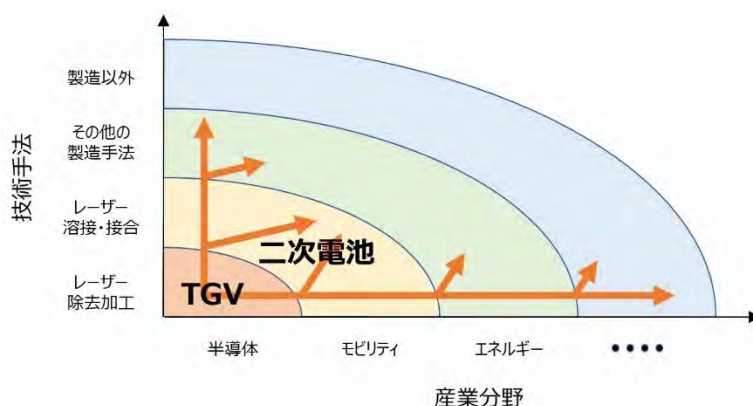 製造以外
その他の
製造手法
技術手法
レーザー
溶接・接合
二次電池
レーザー
除去加工
TGV
半導体
モビリティ
エネルギー
••••
産業分野